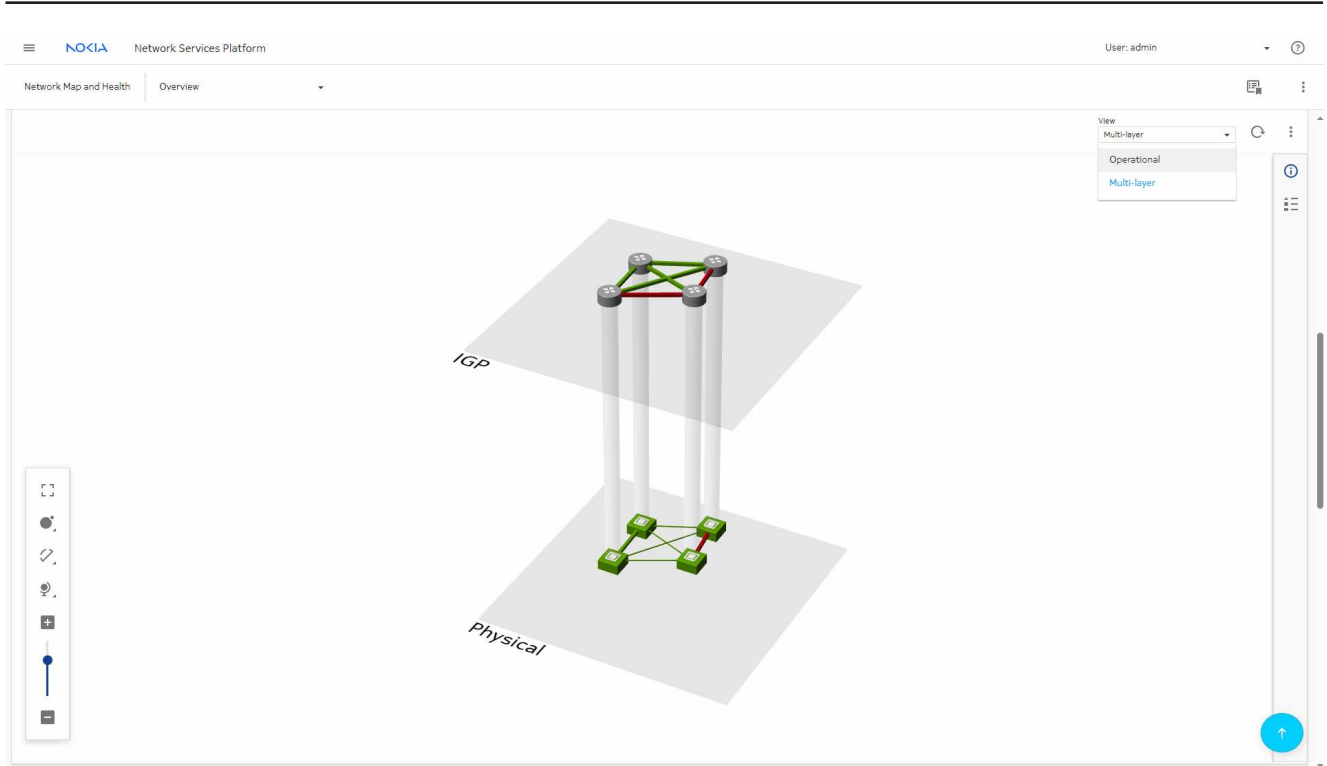 NOKIA Network Services Platform User: admin
Network Map and Health Overview
View
Multi-layer
Operational
Multi-layer
IGP
Physical